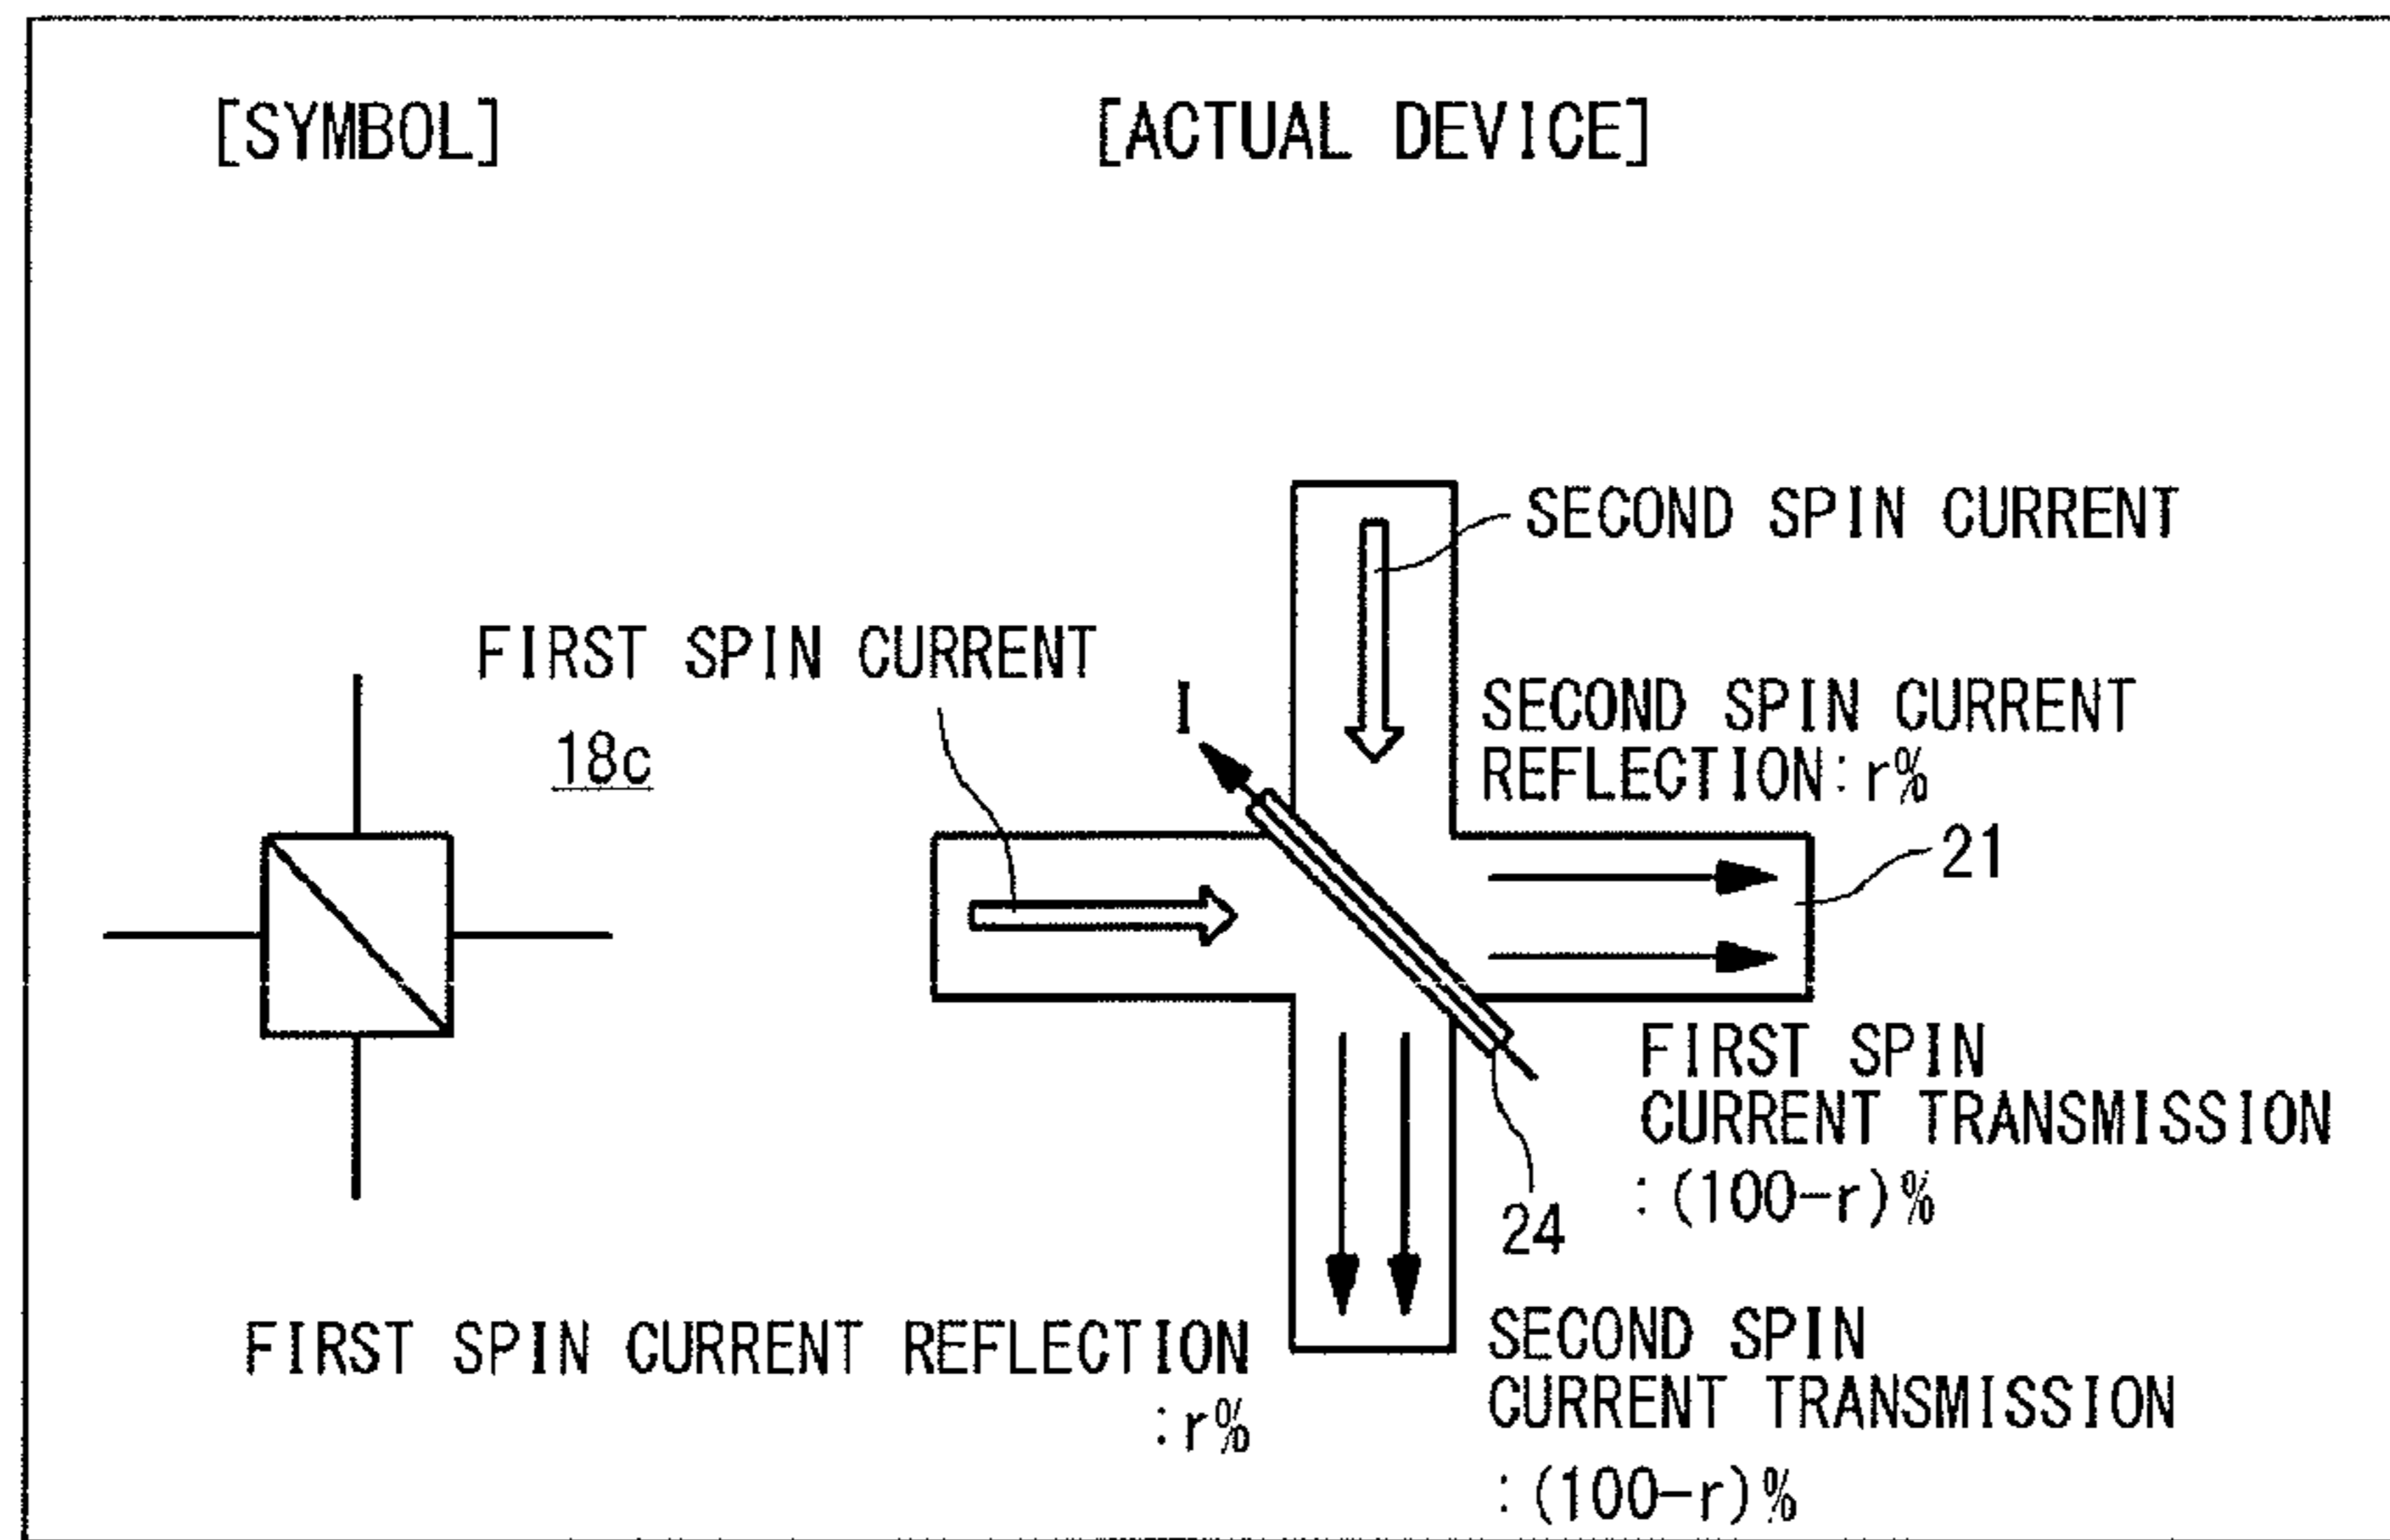 [SYMBOL]
[ACTUAL DEVICE]
SECOND SPIN CURRENT
FIRST SPIN CURRENT
I
SECOND SPIN CURRENT
REFLECTION:r%
18c
21
FIRST SPIN
CURRENT TRANSMISSION
:(100-r)%
24
FIRST SPIN CURRENT REFLECTION
:r%
SECOND SPIN
CURRENT TRANSMISSION
:(100-r)%